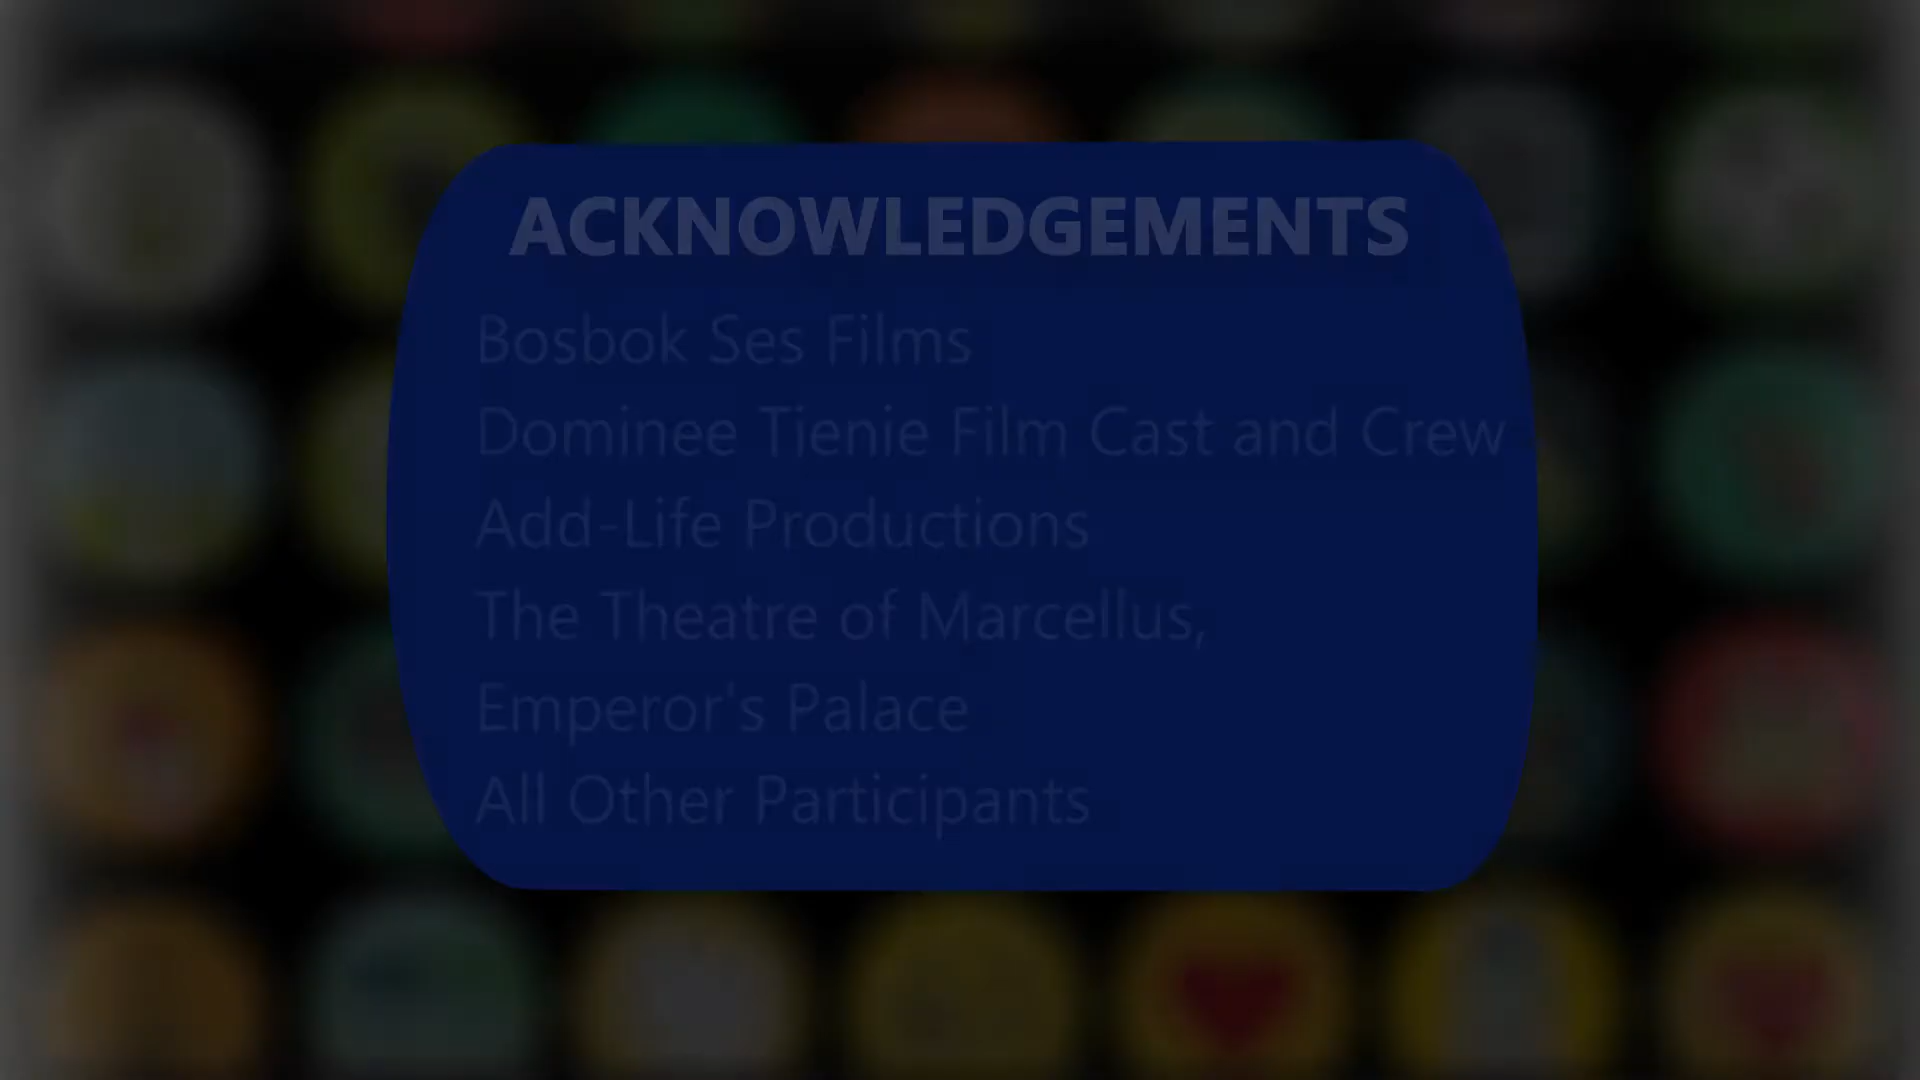 ACKNOWLEDGEMENTS
Bosbok Ses Films
Dominee Tienie Film Cast and Crew
Add-Life Productions
The Theatre of Marcellus,
Emperor's Palace
All Other Participants